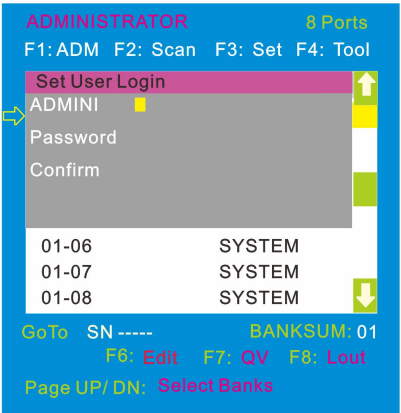 ADMINISTRATOR 8 Ports
F1: ADM F2: Scan F3: Set F4: Tool
Set User Login
ADMINI
Password
Confirm
01-06 SYSTEM
01-07 SYSTEM
01-08 SYSTEM
GoTo SN ----- BANKSUM: 01
F6: Edit F7: QV F8: Lout
Page UP/ DN: Select Banks